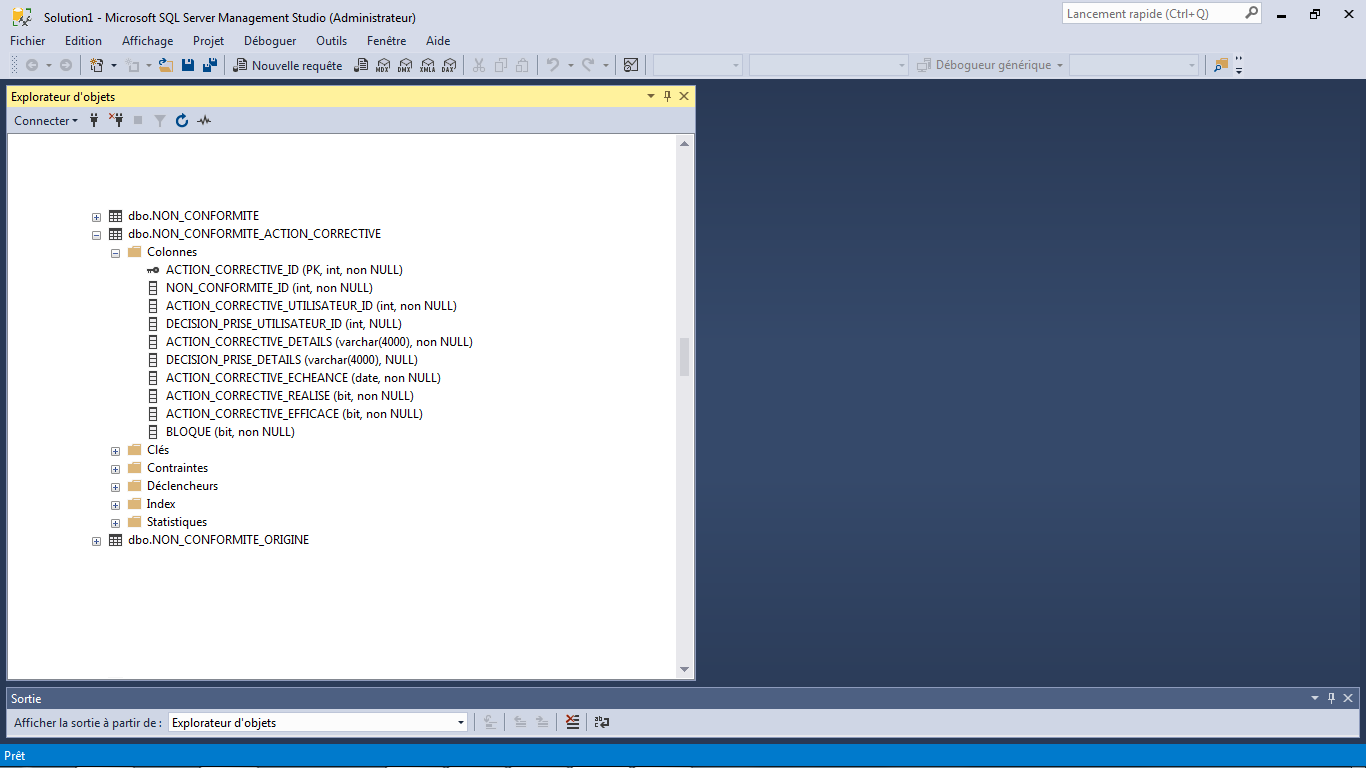 Solution1 - Microsoft SQL Server Management Studio (Administrateur)
Lancement rapide (Ctrl+Q)
Fichier Edition Affichage Projet Déboguer Outils Fenêtre Aide
Nouvelle requête MDX DMX XMLA DAX Débogueur générique
Explorateur d'objets
Connecter
dbo.NON_CONFORMITE
dbo.NON_CONFORMITE_ACTION_CORRECTIVE
Colonnes
ACTION_CORRECTIVE_ID (PK, int, non NULL)
NON_CONFORMITE_ID (int, non NULL)
ACTION_CORRECTIVE_UTILISATEUR_ID (int, non NULL)
DECISION_PRISE_UTILISATEUR_ID (int, NULL)
ACTION_CORRECTIVE_DETAILS (varchar(4000), non NULL)
DECISION_PRISE_DETAILS (varchar(4000), NULL)
ACTION_CORRECTIVE_ECHEANCE (date, non NULL)
ACTION_CORRECTIVE_REALISE (bit, non NULL)
ACTION_CORRECTIVE_EFFICACE (bit, non NULL)
BLOQUE (bit, non NULL)
Clés
Contraintes
Déclencheurs
Index
Statistiques
dbo.NON_CONFORMITE_ORIGINE
Sortie
Afficher la sortie à partir de : Explorateur d'objets
Prêt